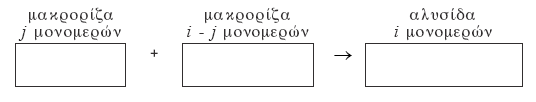 μακρορίζα μακρορίζα αλυσίδα
j μονομερών i - j μονομερών i μονομερών
+ →